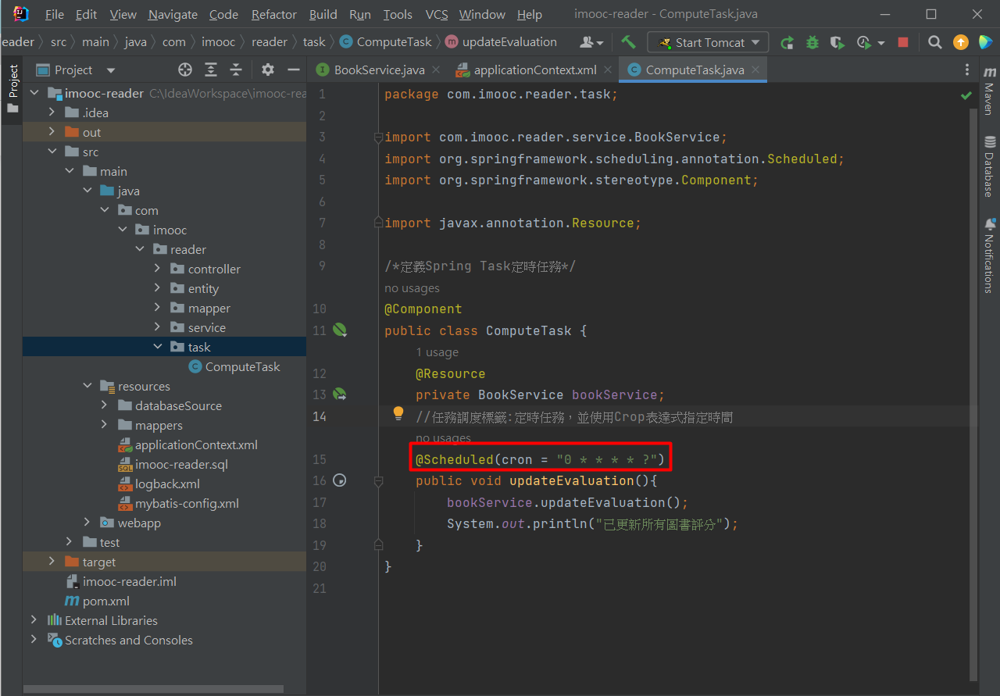 File Edit View Navigate Code Refactor Build Run Tools VCS Window Help imooc-reader - ComputeTask.java
eader src main java com imooc reader task ComputeTask updateEvaluation Start Tomcat
Project
Project
BookService.java applicationContext.xml ComputeTask.java
Maven
Database
Notifications
imooc-reader C:\IdeaWorkspace\imooc-rea
.idea
out
src
main
java
com
imooc
reader
controller
entity
mapper
service
task
ComputeTask
resources
databaseSource
mappers
applicationContext.xml
imooc-reader.sql
logback.xml
mybatis-config.xml
webapp
test
target
imooc-reader.iml
pom.xml
External Libraries
Scratches and Consoles
1 package com.imooc.reader.task;
2
3 import com.imooc.reader.service.BookService;
4 import org.springframework.scheduling.annotation.Scheduled;
5 import org.springframework.stereotype.Component;
6
7 import javax.annotation.Resource;
8
9 /*定義Spring Task定時任務*/
no usages
10 @Component
11 public class ComputeTask {
1 usage
12 @Resource
13 private BookService bookService;
14 //任務調度標籤:定時任務，並使用Crop表達式指定時間
no usages
15 @Scheduled(cron = "0 * * * * ?")
16 public void updateEvaluation(){
17 bookService.updateEvaluation();
18 System.out.println("已更新所有圖書評分");
19 }
20 }
21